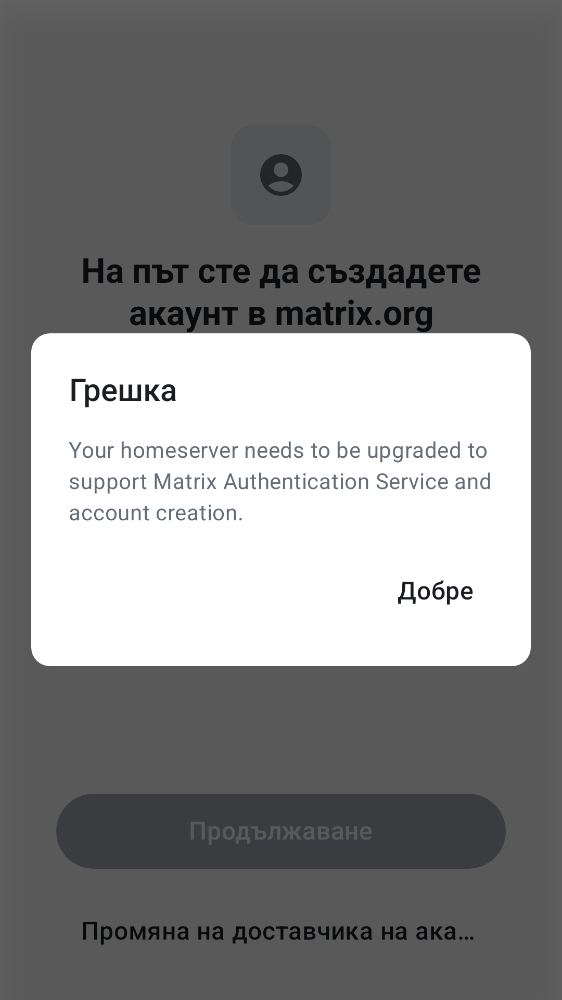 На път сте да създадете
акаунт в matrix.org
Грешка
Your homeserver needs to be upgraded to
support Matrix Authentication Service and
account creation.
Добре
Продължаване
Промяна на доставчика на ака...